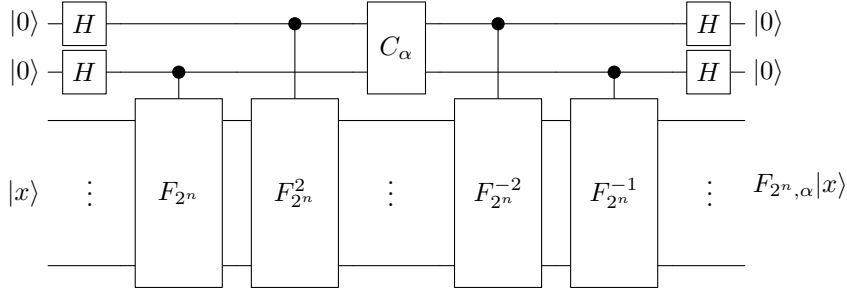 |0⟩ H H |0⟩
C_α
|0⟩ H H |0⟩
|x⟩ ⋮ F_{2^n} F_{2^n}^2 ⋮ F_{2^n}^{-2} F_{2^n}^{-1} ⋮ F_{2^n,α}|x⟩